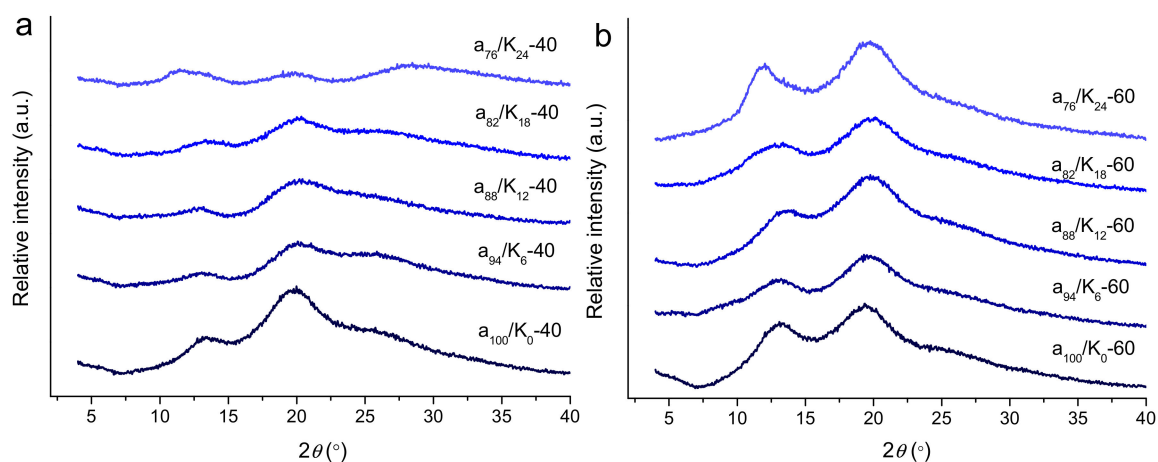 a
Relative intensity (a.u.)
a76/K24-40
a82/K18-40
a88/K12-40
a94/K6-40
a100/K0-40
5 10 15 20 25 30 35 40
2θ (°)
b
Relative intensity (a.u.)
a76/K24-60
a82/K18-60
a88/K12-60
a94/K6-60
a100/K0-60
5 10 15 20 25 30 35 40
2θ (°)